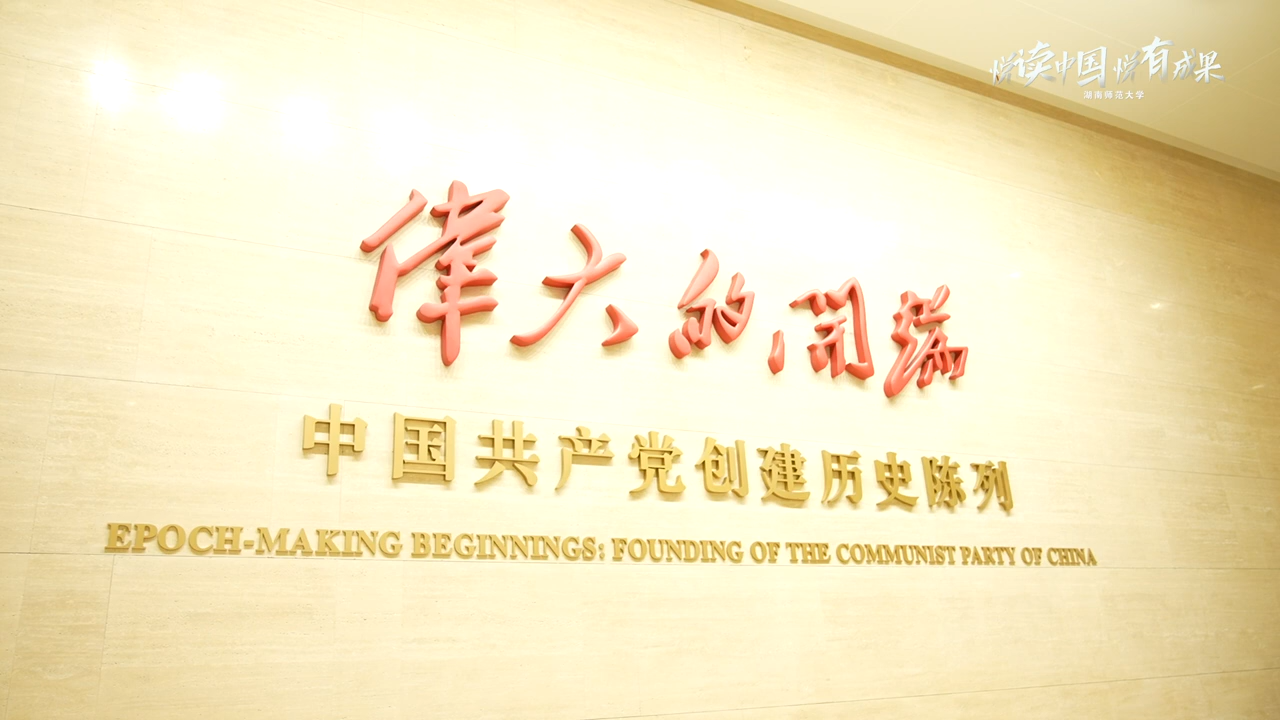 悦读中国 悦有成果
湖南师范大学
偉大的開端
中国共产党创建历史陈列
EPOCH-MAKING BEGINNINGS: FOUNDING OF THE COMMUNIST PARTY OF CHINA